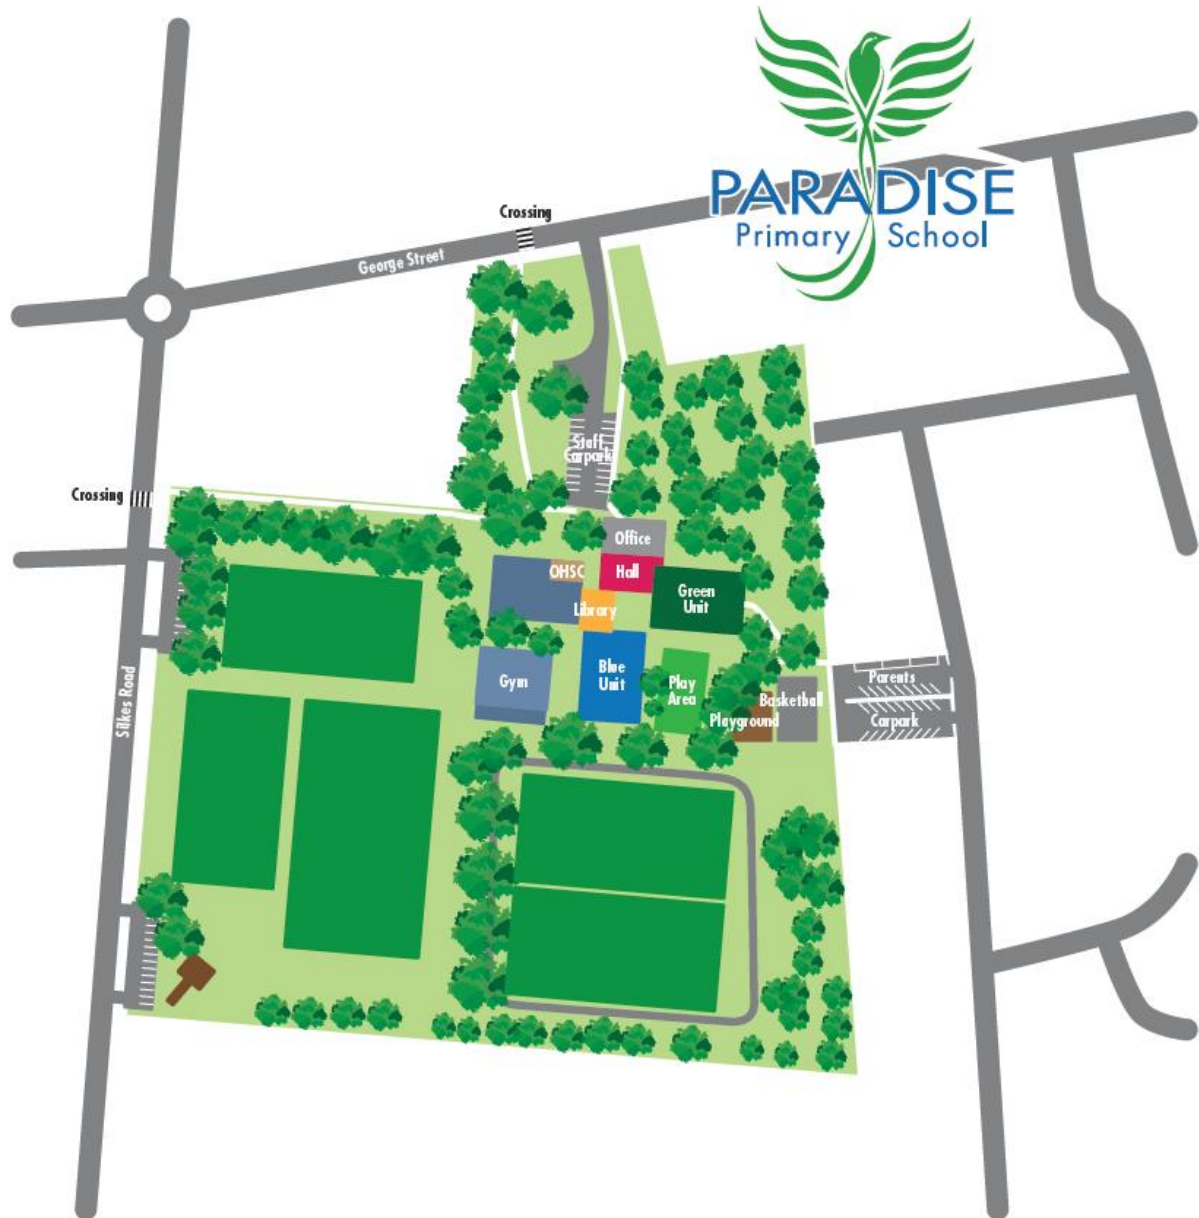 PARADISE
Primary School
Crossing
George Street
Staff
Carpark
Crossing
Office
OHSC
Hall
Green
Unit
Library
Blue
Unit
Play
Area
Gym
Parents
Basketball
Playground
Carpark
Silkes Road